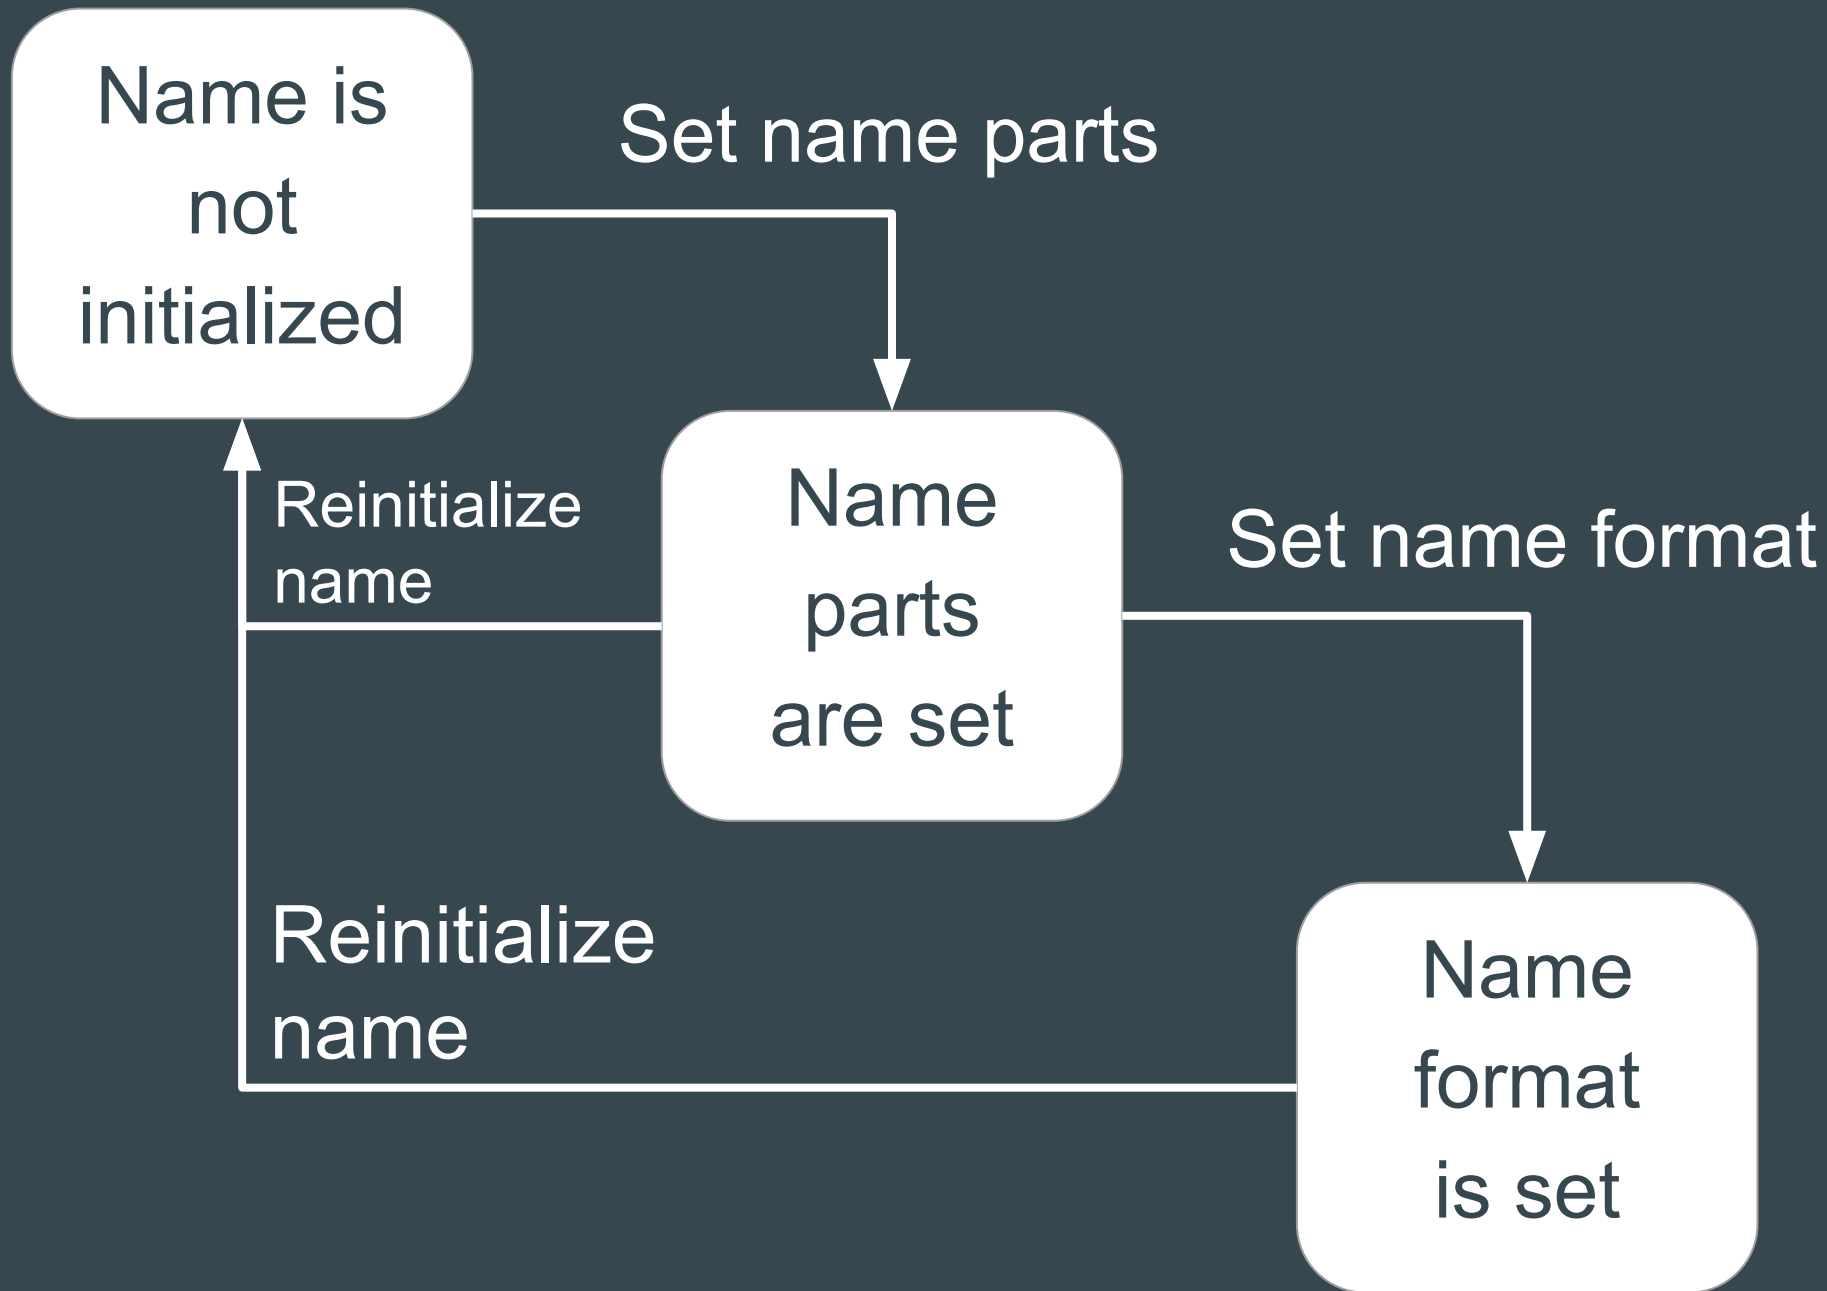 Name is
not
initialized
Set name parts
Reinitialize
name
Name
parts
are set
Set name format
Reinitialize
name
Name
format
is set